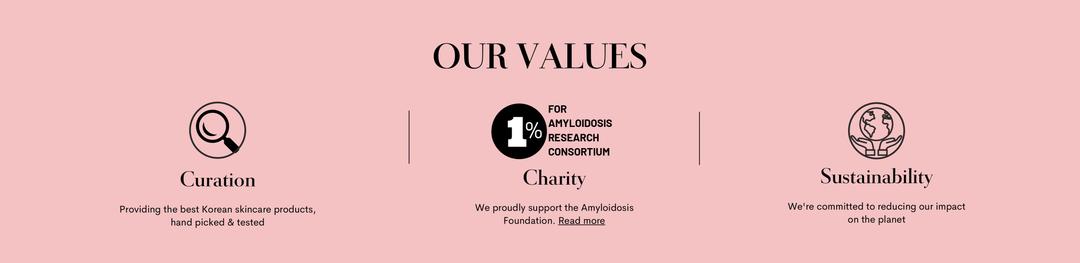 OUR VALUES
Curation
Providing the best Korean skincare products,
hand picked & tested
1%
FOR
AMYLOIDOSIS
RESEARCH
CONSORTIUM
Charity
We proudly support the Amyloidosis
Foundation. Read more
Sustainability
We're committed to reducing our impact
on the planet